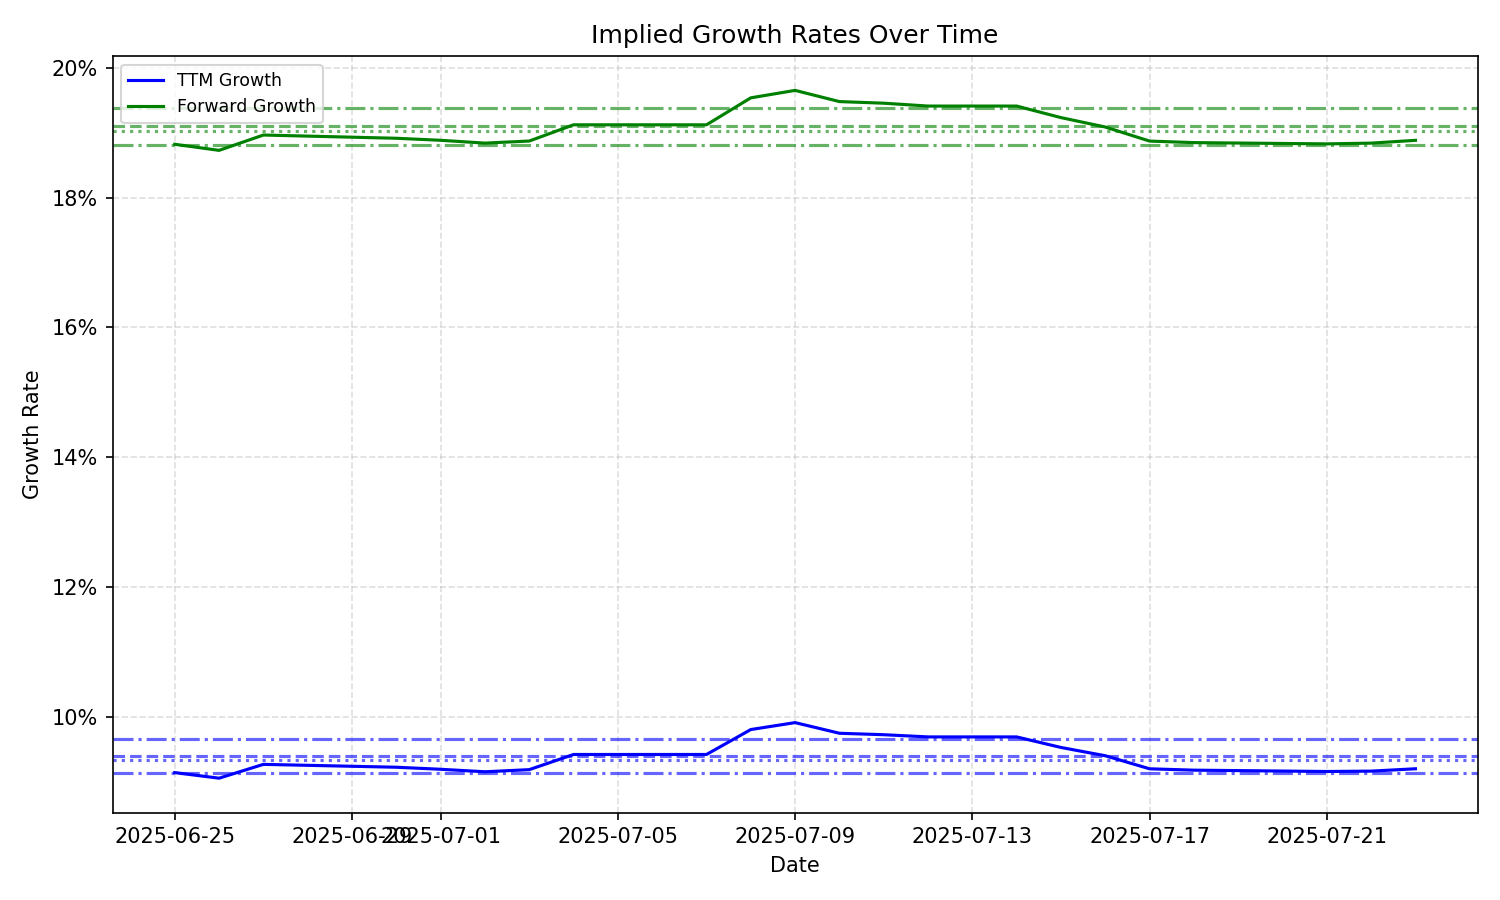 Implied Growth Rates Over Time
TTM Growth
Forward Growth
20%
18%
16%
14%
12%
10%
Growth Rate
2025-06-25
2025-06-29
2025-07-01
2025-07-05
2025-07-09
2025-07-13
2025-07-17
2025-07-21
Date